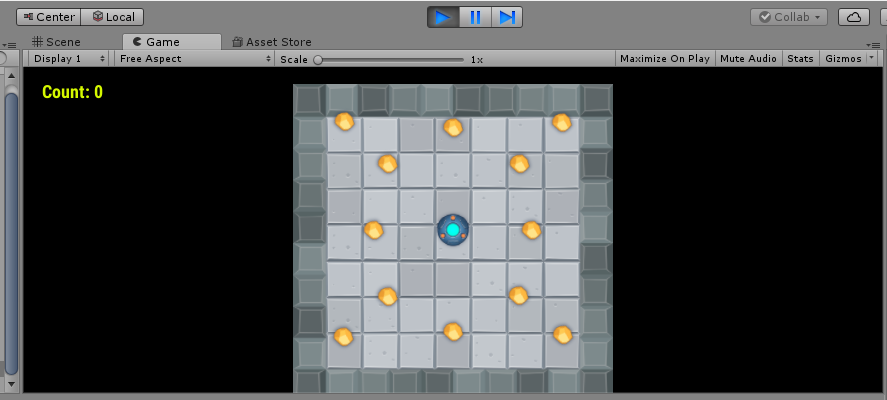 Center Local Collab
Scene Game Asset Store
Display 1 Free Aspect Scale 1x Maximize On Play Mute Audio Stats Gizmos
Count: 0